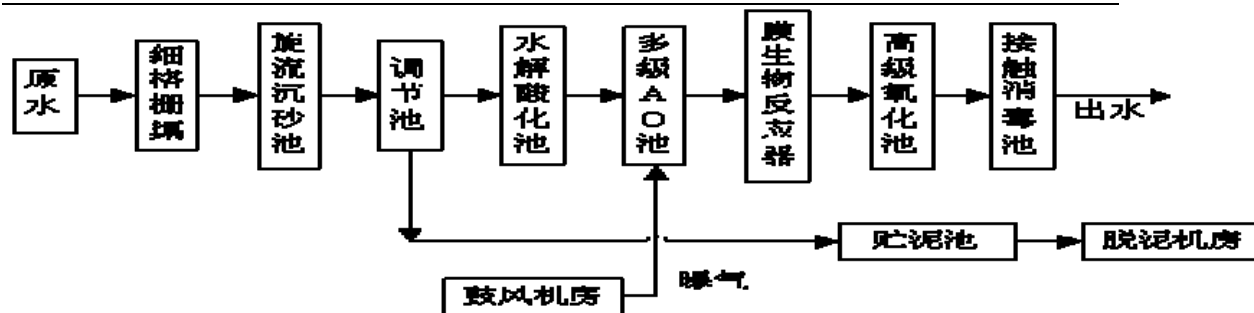 原水
细格栅
旋流沉砂池
调节池
水解酸化池
多级AO池
膜生物反应器
高级氧化池
接触消毒池
出水
贮泥池
脱泥机房
鼓风机房
曝气